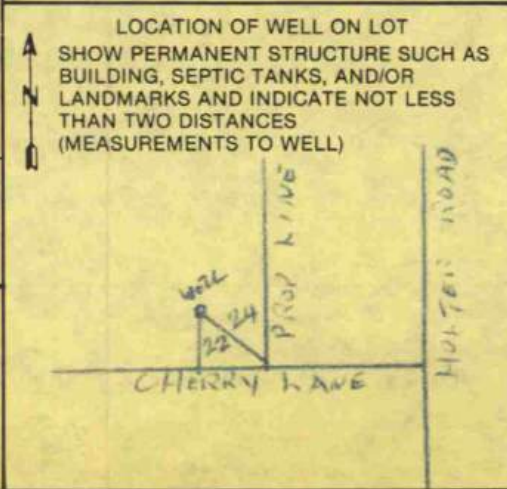 LOCATION OF WELL ON LOT
SHOW PERMANENT STRUCTURE SUCH AS
BUILDING, SEPTIC TANKS, AND/OR
N LANDMARKS AND INDICATE NOT LESS
THAN TWO DISTANCES
(MEASUREMENTS TO WELL)
PROP LINE
ROAD
WELL
24
22
CHERRY LANE